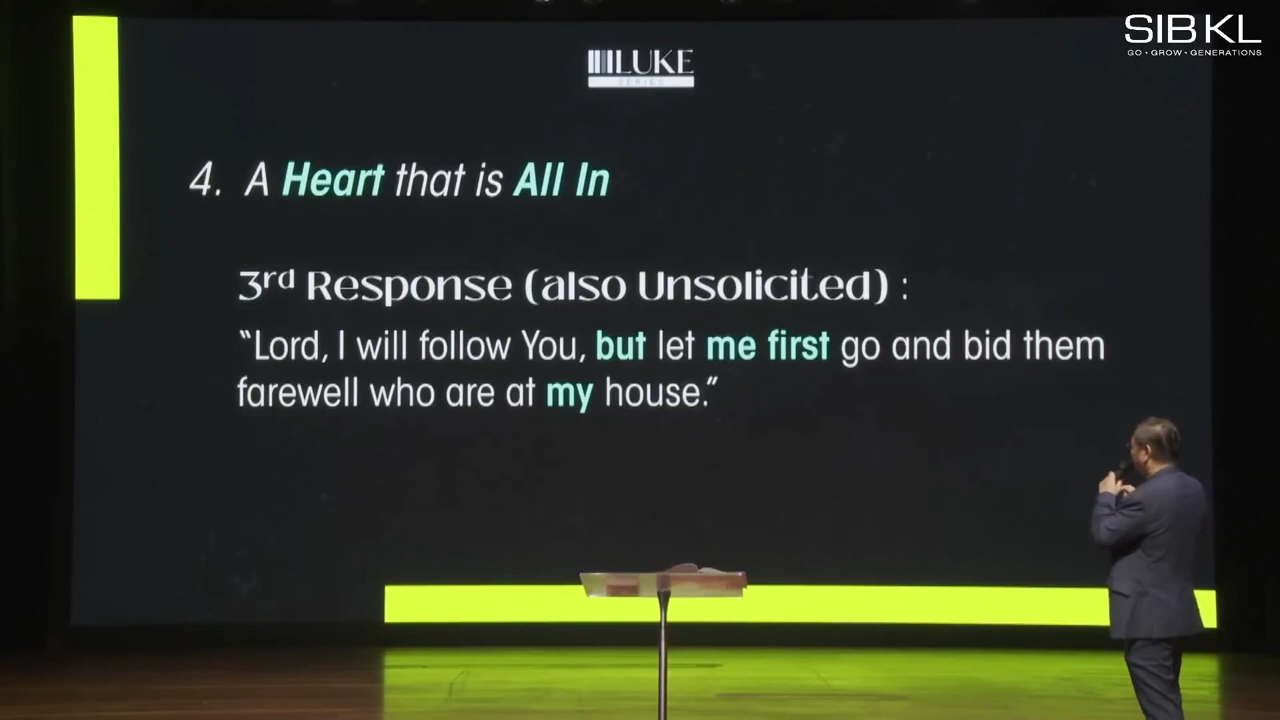 SIBKL
GO • GROW • GENERATIONS
LUKE
SERIES
4. A Heart that is All In
3rd Response (also Unsolicited) :
“Lord, I will follow You, but let me first go and bid them
farewell who are at my house.”